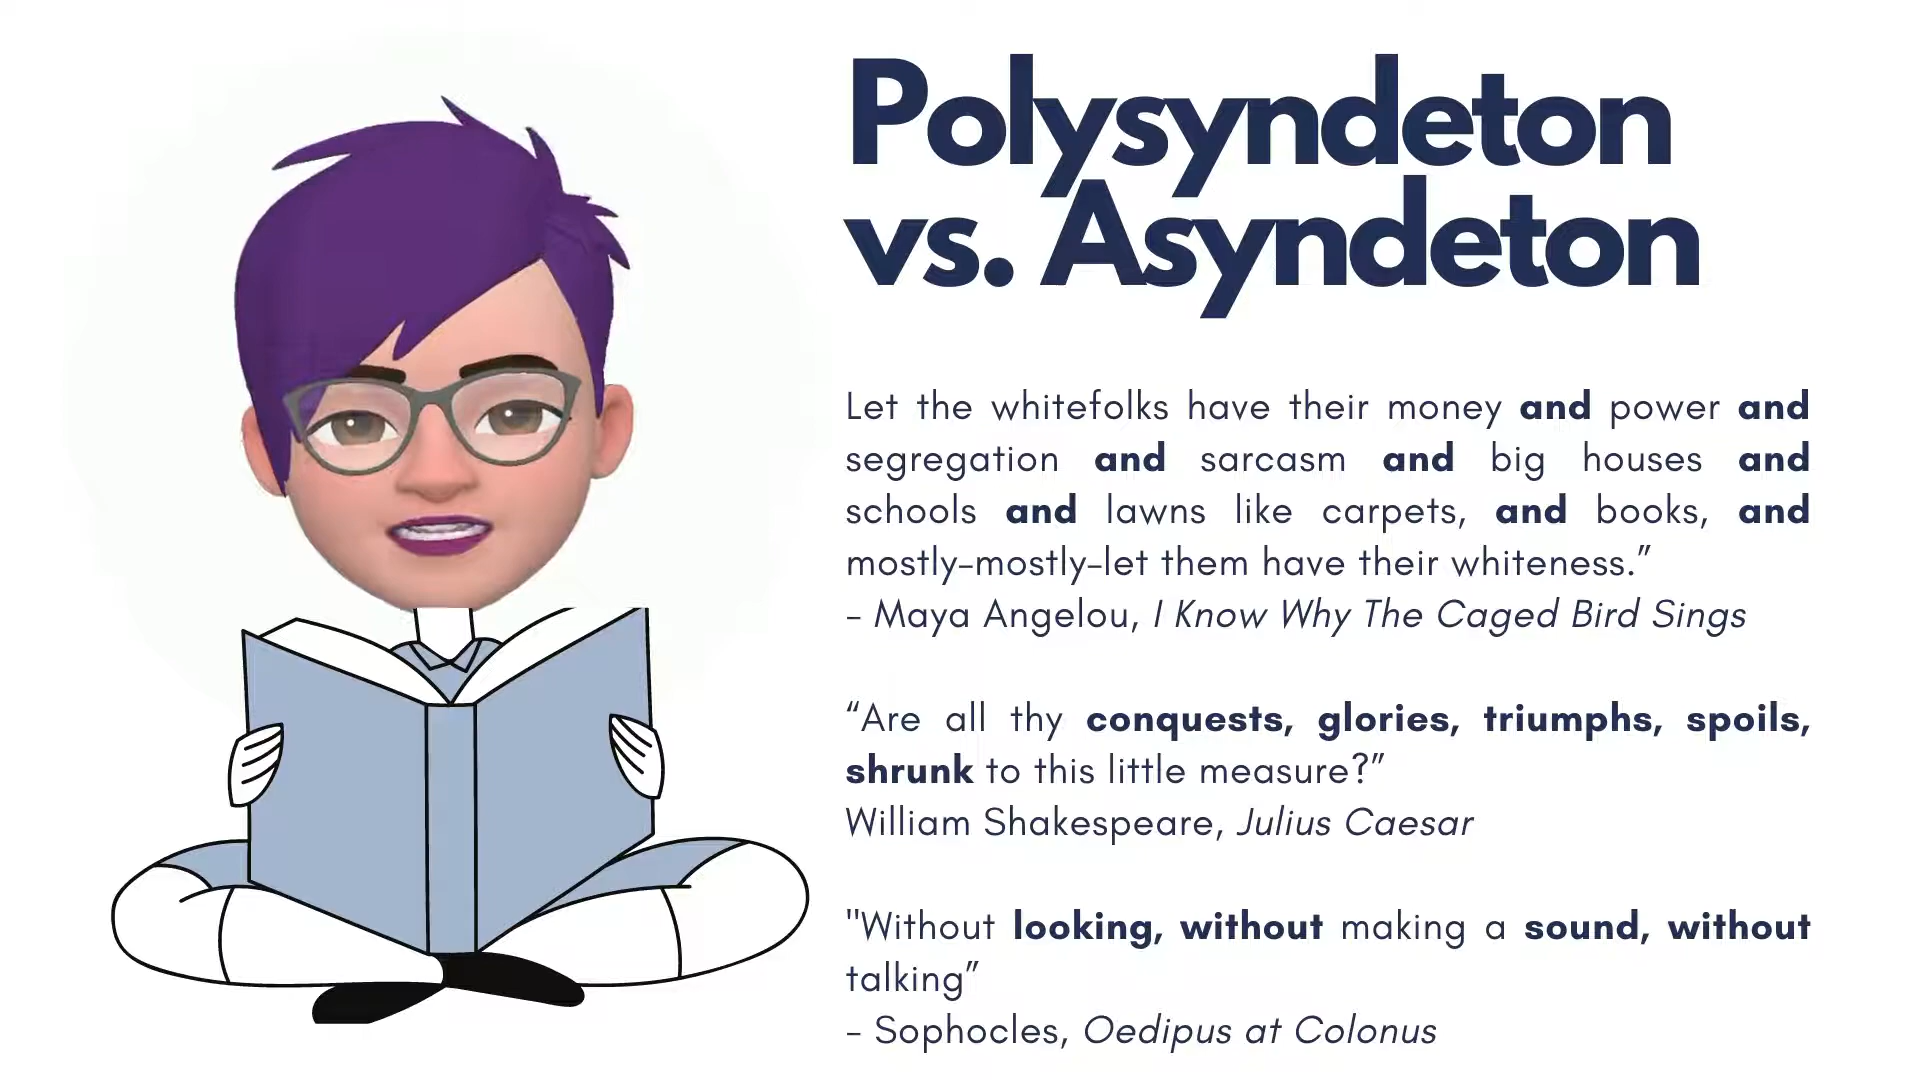 Polysyndeton
vs. Asyndeton
Let the whitefolks have their money and power and
segregation and sarcasm and big houses and
schools and lawns like carpets, and books, and
mostly-mostly-let them have their whiteness.”
- Maya Angelou, I Know Why The Caged Bird Sings
“Are all thy conquests, glories, triumphs, spoils,
shrunk to this little measure?”
William Shakespeare, Julius Caesar
"Without looking, without making a sound, without
talking”
- Sophocles, Oedipus at Colonus